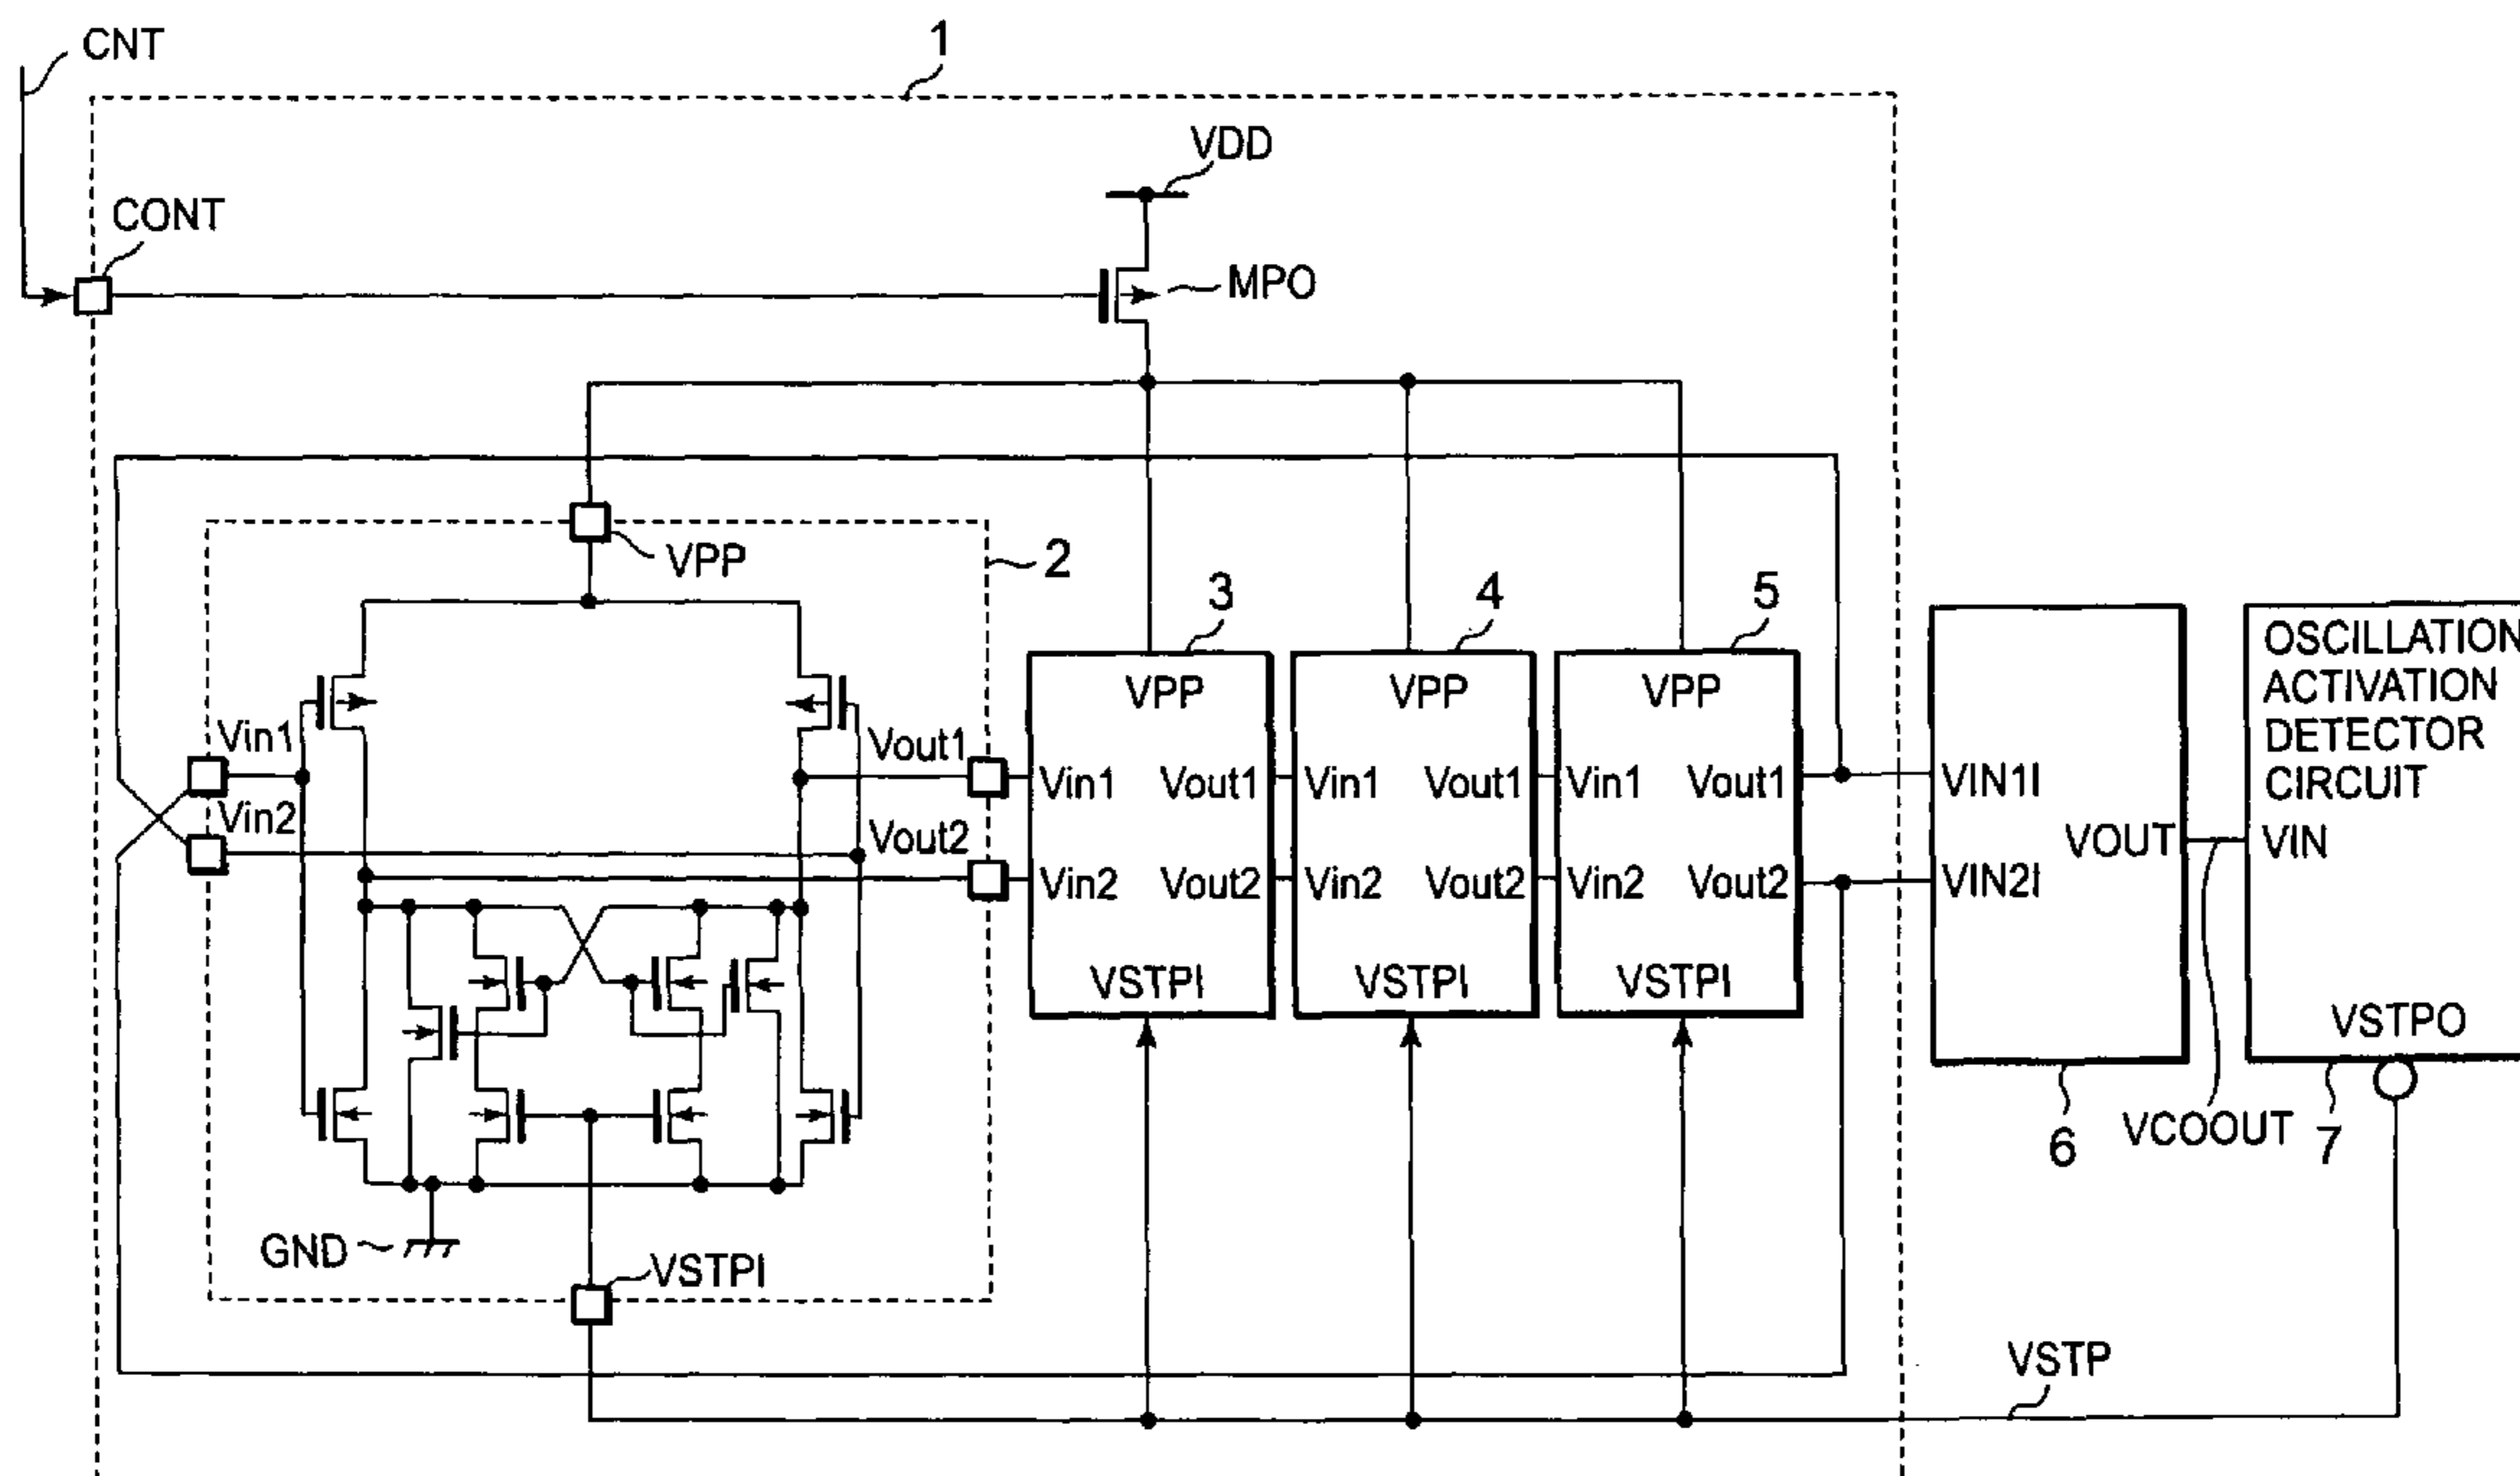 CNT
1
VDD
CONT
MPO
VPP
2
3
4
5
VPP
VPP
VPP
OSCILLATION
ACTIVATION
DETECTOR
CIRCUIT
Vin1
Vout1
Vin1
Vout1
Vin1
Vout1
Vin1
Vout1
VIN1I
Vin2
Vout2
VOUT
VIN
Vin2
Vout2
Vin2
Vout2
Vin2
Vout2
VIN2I
VSTPI
VSTPI
VSTPI
VSTPO
6
VCOOUT
7
GND
VSTPI
VSTP